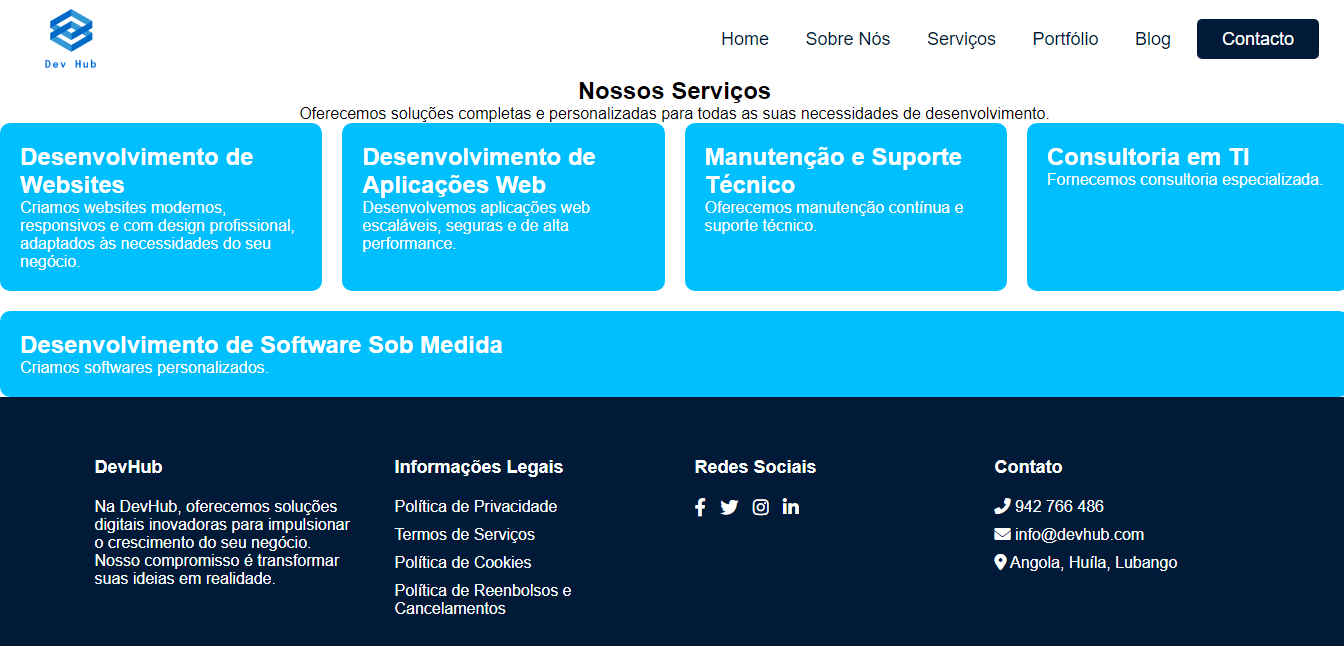 Dev Hub
Home Sobre Nós Serviços Portfólio Blog Contacto
Nossos Serviços
Oferecemos soluções completas e personalizadas para todas as suas necessidades de desenvolvimento.
Desenvolvimento de
Websites
Criamos websites modernos,
responsivos e com design profissional,
adaptados às necessidades do seu
negócio.
Desenvolvimento de
Aplicações Web
Desenvolvemos aplicações web
escaláveis, seguras e de alta
performance.
Manutenção e Suporte
Técnico
Oferecemos manutenção contínua e
suporte técnico.
Consultoria em TI
Fornecemos consultoria especializada.
Desenvolvimento de Software Sob Medida
Criamos softwares personalizados.
DevHub
Na DevHub, oferecemos soluções
digitais inovadoras para impulsionar
o crescimento do seu negócio.
Nosso compromisso é transformar
suas ideias em realidade.
Informações Legais
Política de Privacidade
Termos de Serviços
Política de Cookies
Política de Reenbolsos e
Cancelamentos
Redes Sociais
Contato
942 766 486
info@devhub.com
Angola, Huíla, Lubango